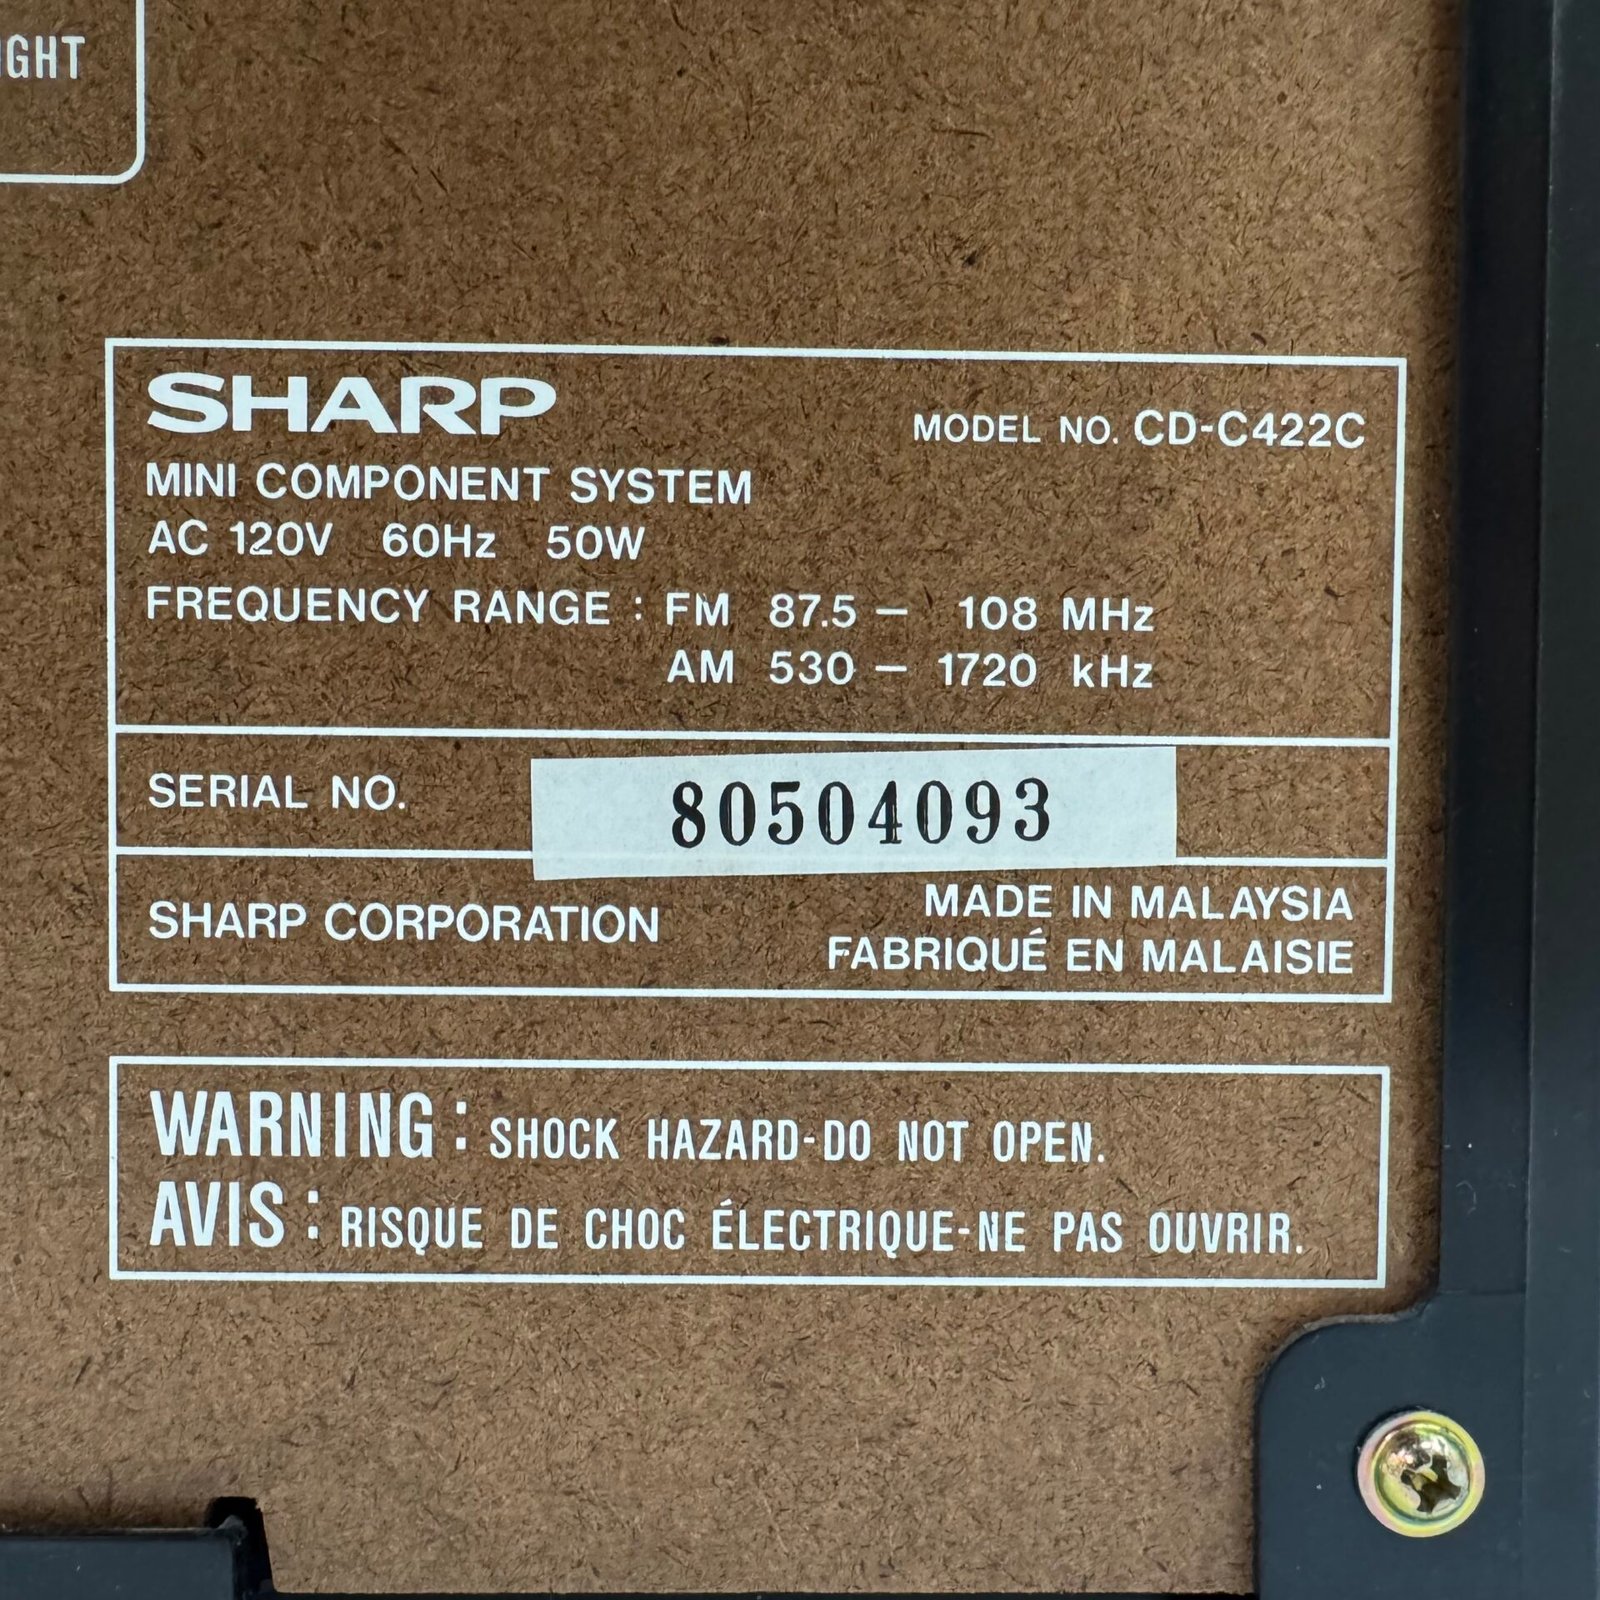 SHARP
MODEL NO. CD-C422C
MINI COMPONENT SYSTEM
AC 120V 60Hz 50W
FREQUENCY RANGE : FM 87.5 — 108 MHz
AM 530 — 1720 kHz
SERIAL NO. 80504093
SHARP CORPORATION
MADE IN MALAYSIA
FABRIQUÉ EN MALAISIE
WARNING : SHOCK HAZARD-DO NOT OPEN.
AVIS : RISQUE DE CHOC ÉLECTRIQUE-NE PAS OUVRIR.